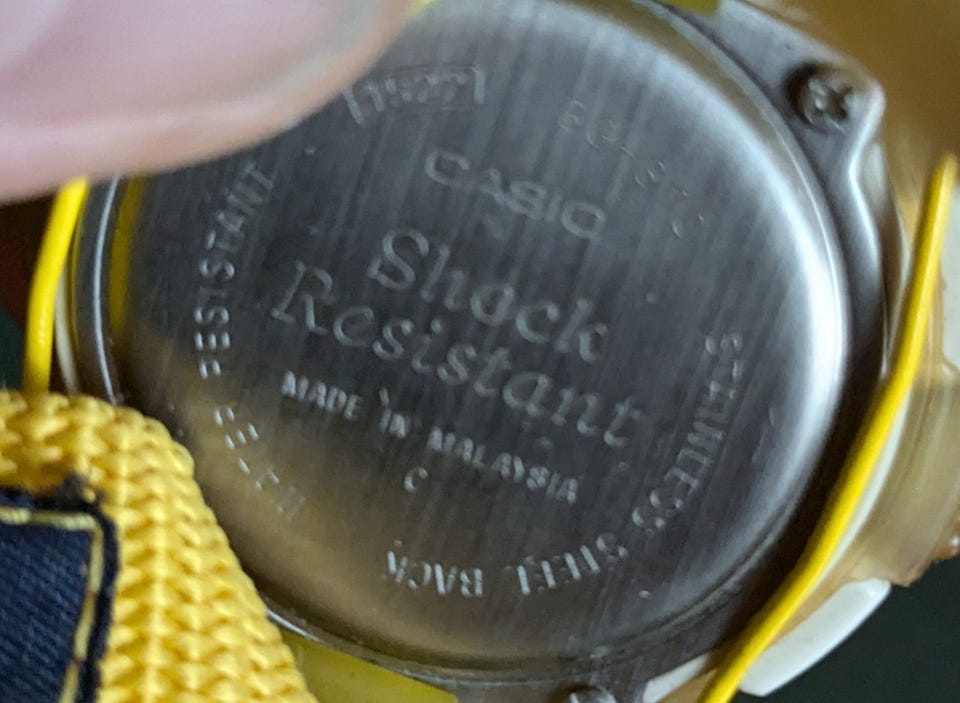 CASIO
Shock
Resistant
MADE IN MALAYSIA
C
WATER RESISTANT
STAINLESS STEEL BACK